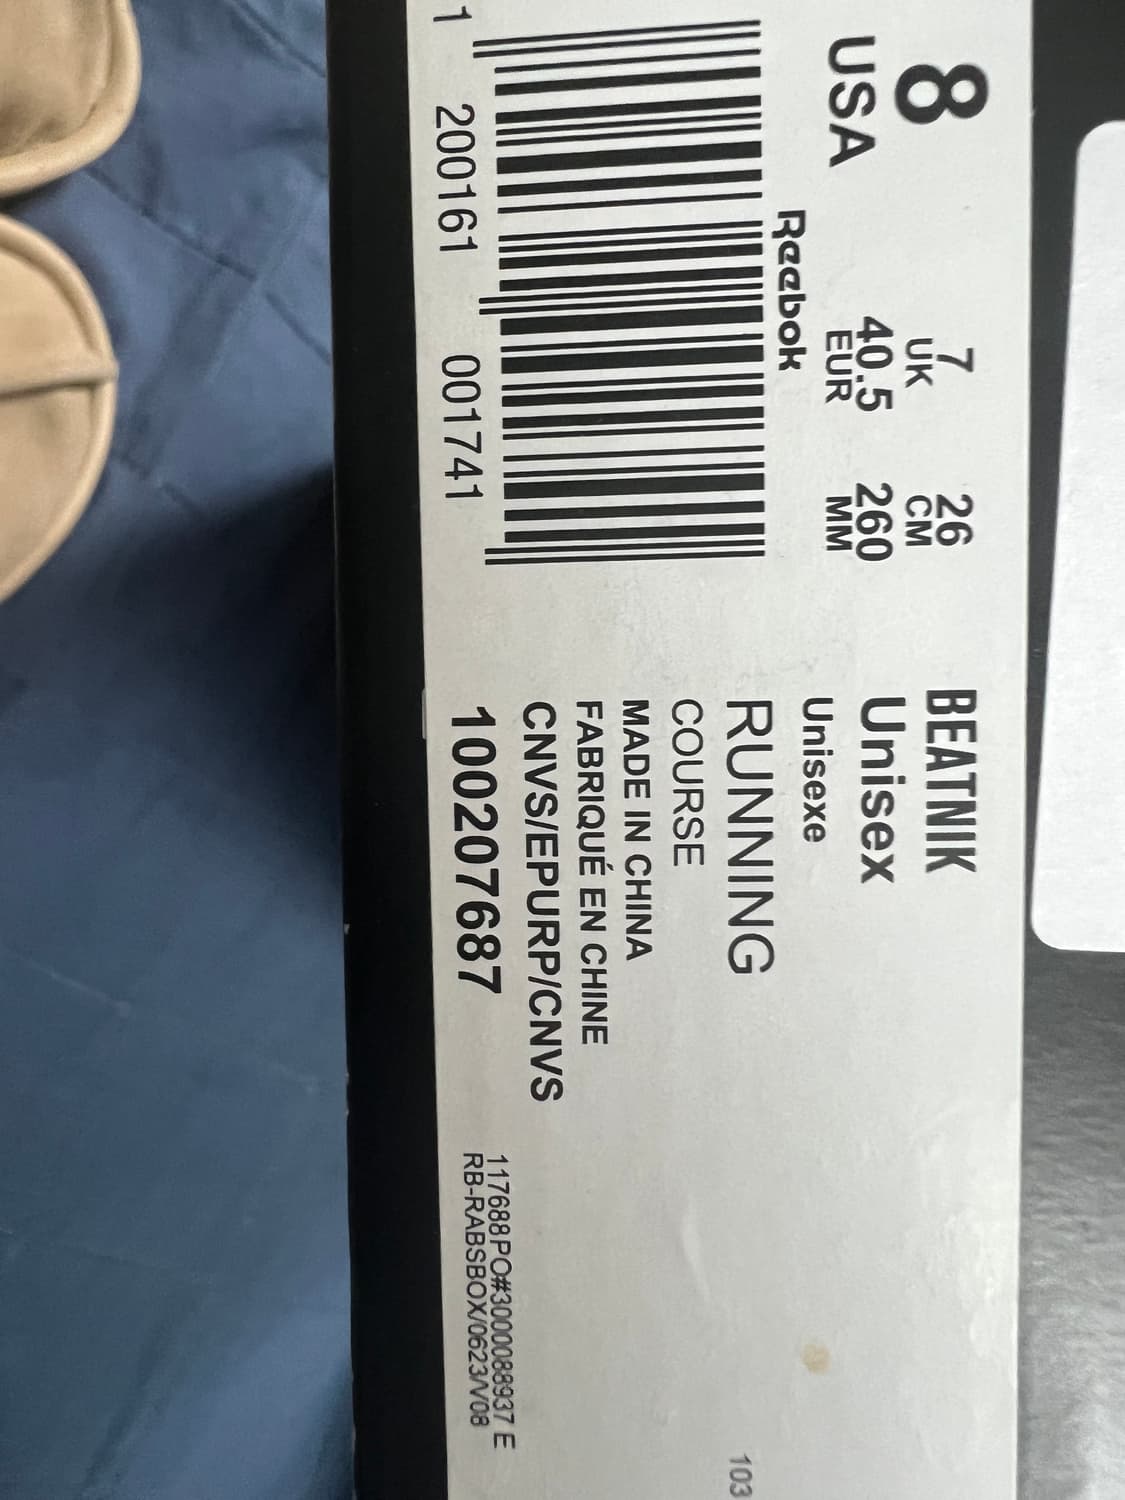 8
USA
7
UK
40.5
EUR
26
CM
260
MM
Reebok
1 200161 001741
BEATNIK
Unisex
Unisexe
RUNNING
COURSE
MADE IN CHINA
FABRIQUÉ EN CHINE
CNVS/EPURP/CNVS
100207687
117688PO#3000088937 E
RB-RABSBOX/0623/V08
103